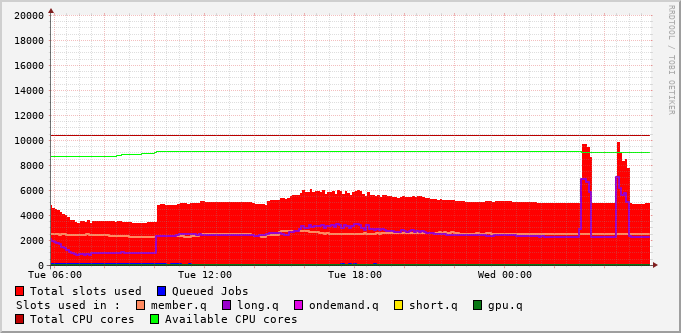 20000
18000
16000
14000
12000
10000
8000
6000
4000
2000
0
Tue 06:00 Tue 12:00 Tue 18:00 Wed 00:00
Total slots used Queued Jobs
Slots used in : member.q long.q ondemand.q short.q gpu.q
Total CPU cores Available CPU cores
RRDTOOL / TOBI OETIKER